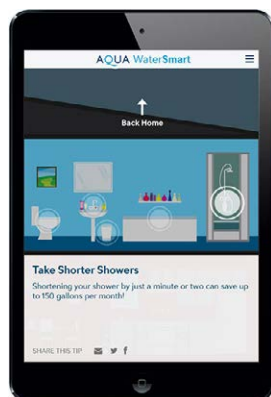 AQUA WaterSmart
Back Home
Take Shorter Showers
Shortening your shower by just a minute or two can save up
to 150 gallons per month!
SHARE THIS TIP